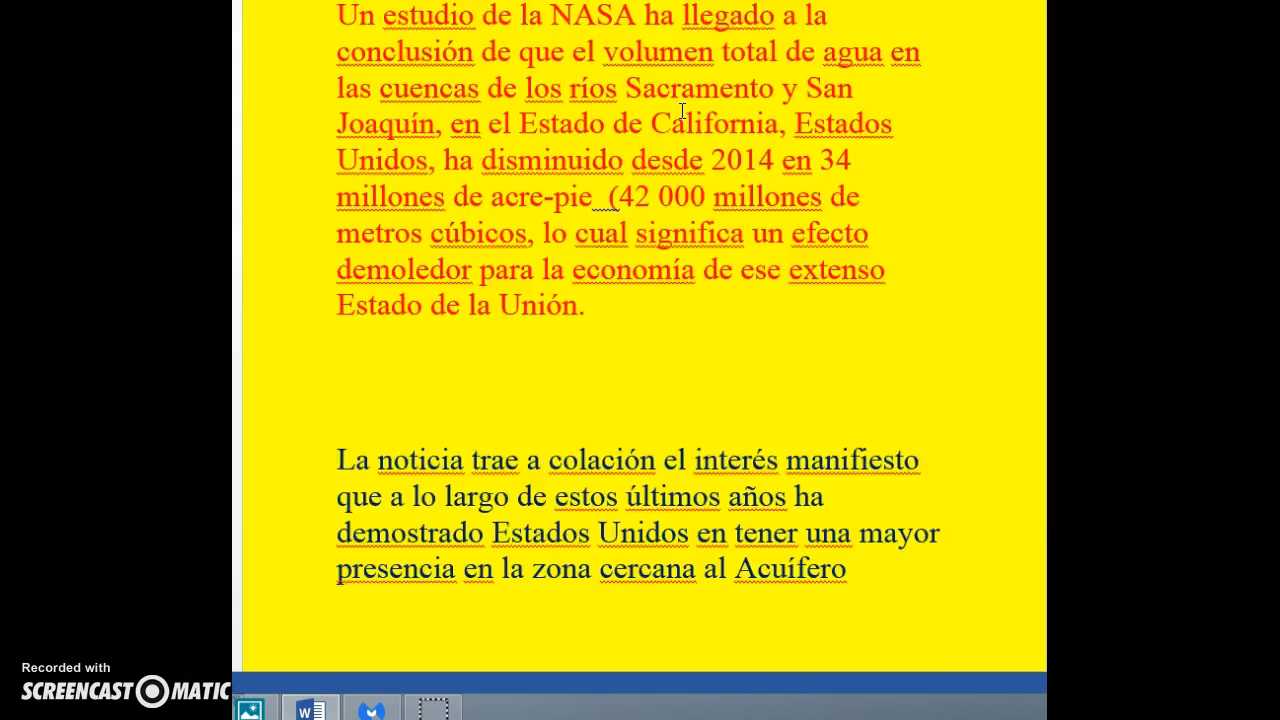 Un estudio de la NASA ha llegado a la
conclusión de que el volumen total de agua en
las cuencas de los ríos Sacramento y San
Joaquín, en el Estado de California, Estados
Unidos, ha disminuido desde 2014 en 34
millones de acre-pie  (42 000 millones de
metros cúbicos, lo cual significa un efecto
demoledor para la economía de ese extenso
Estado de la Unión.
La noticia trae a colación el interés manifiesto
que a lo largo de estos últimos años ha
demostrado Estados Unidos en tener una mayor
presencia en la zona cercana al Acuífero
Recorded with
SCREENCAST MATIC
W